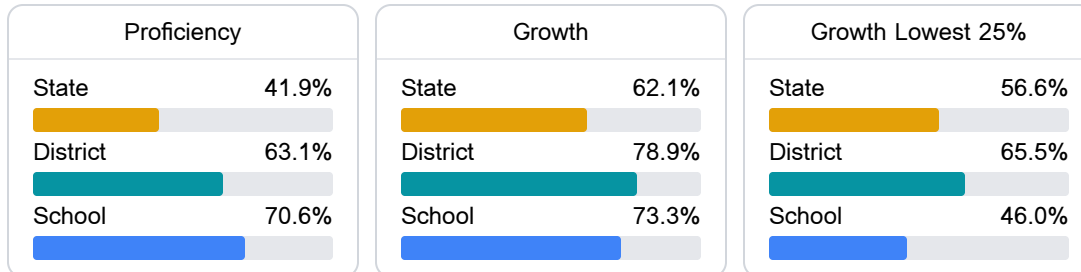 Proficiency
State 41.9%
District 63.1%
School 70.6%
Growth
State 62.1%
District 78.9%
School 73.3%
Growth Lowest 25%
State 56.6%
District 65.5%
School 46.0%